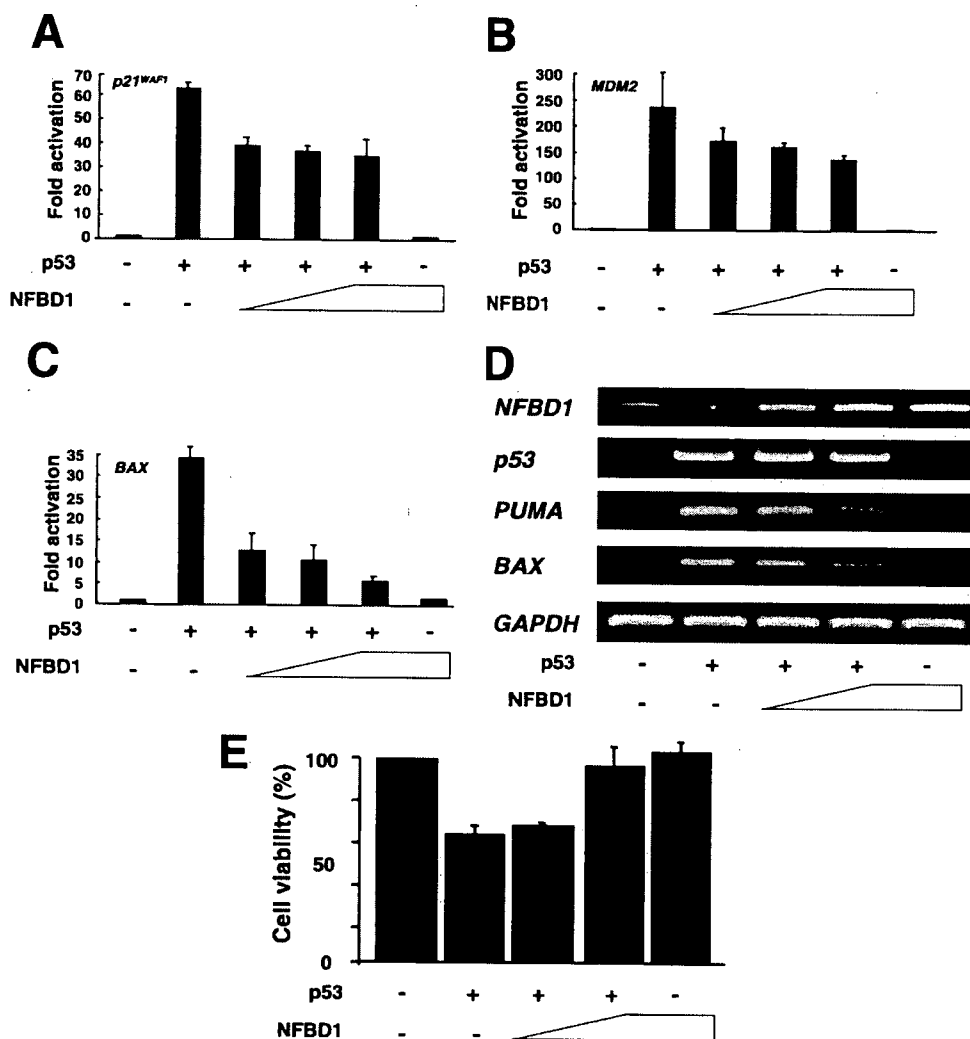 A
p21WAF1
Fold activation
70
60
50
40
30
20
10
0
p53 - + + + + -
NFBD1 - -
B
MDM2
Fold activation
300
250
200
150
100
50
0
p53 - + + + + -
NFBD1 - -
C
BAX
Fold activation
35
30
25
20
15
10
5
0
p53 - + + + + -
NFBD1 - -
D
NFBD1
p53
PUMA
BAX
GAPDH
p53 - + + + -
NFBD1 - -
E
Cell viability (%)
100
50
0
p53 - + + + -
NFBD1 - -